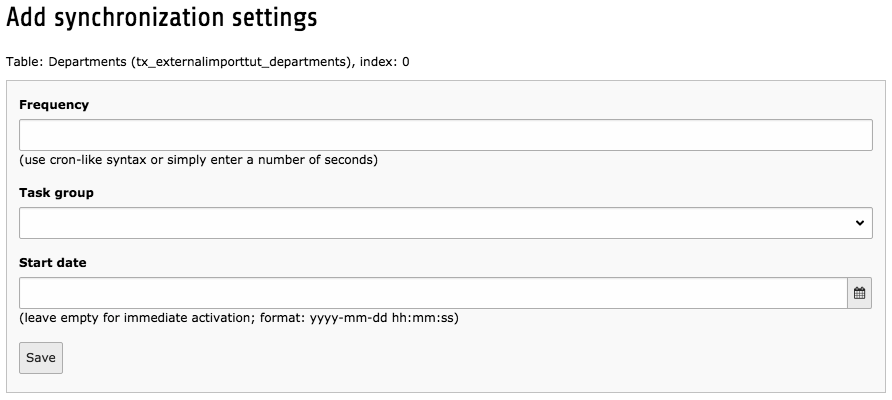 Add synchronization settings
Table: Departments (tx_externalimporttut_departments), index: 0
Frequency
(use cron-like syntax or simply enter a number of seconds)
Task group
Start date
(leave empty for immediate activation; format: yyyy-mm-dd hh:mm:ss)
Save